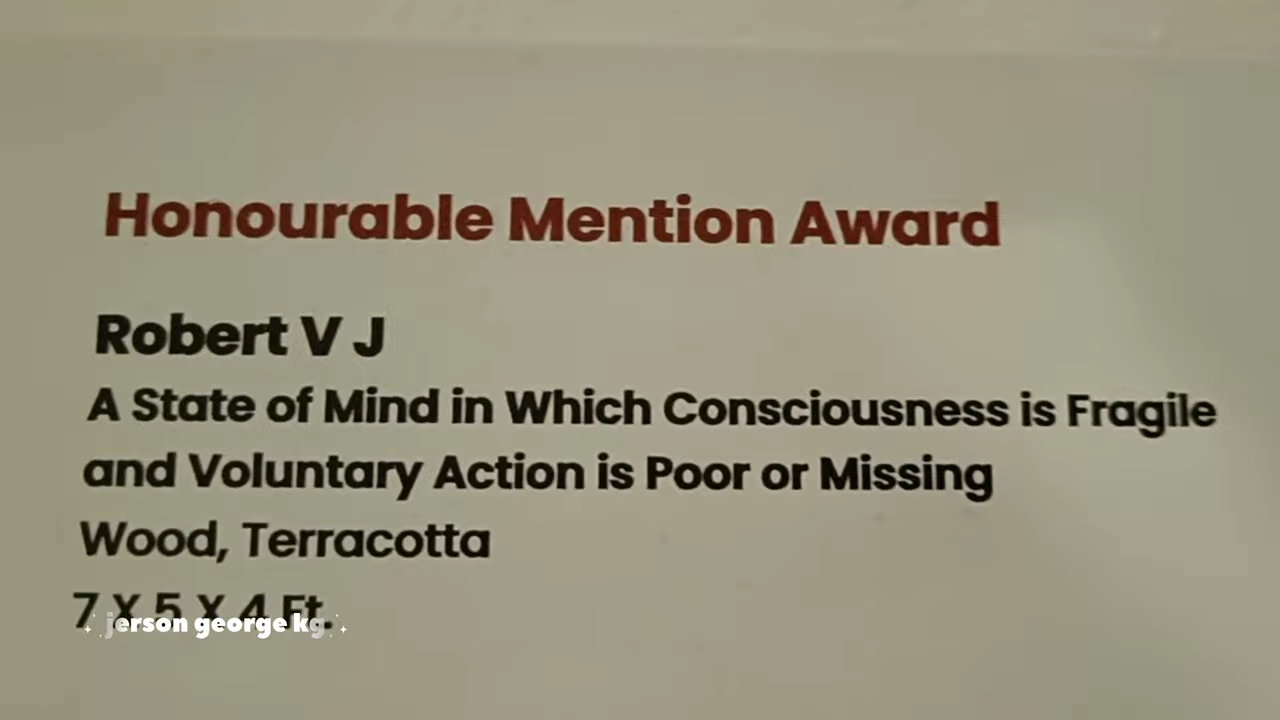 Honourable Mention Award
Robert V J
A State of Mind in Which Consciousness is Fragile
and Voluntary Action is Poor or Missing
Wood, Terracotta
7 X 5 X 4 Ft.
jerson george kg